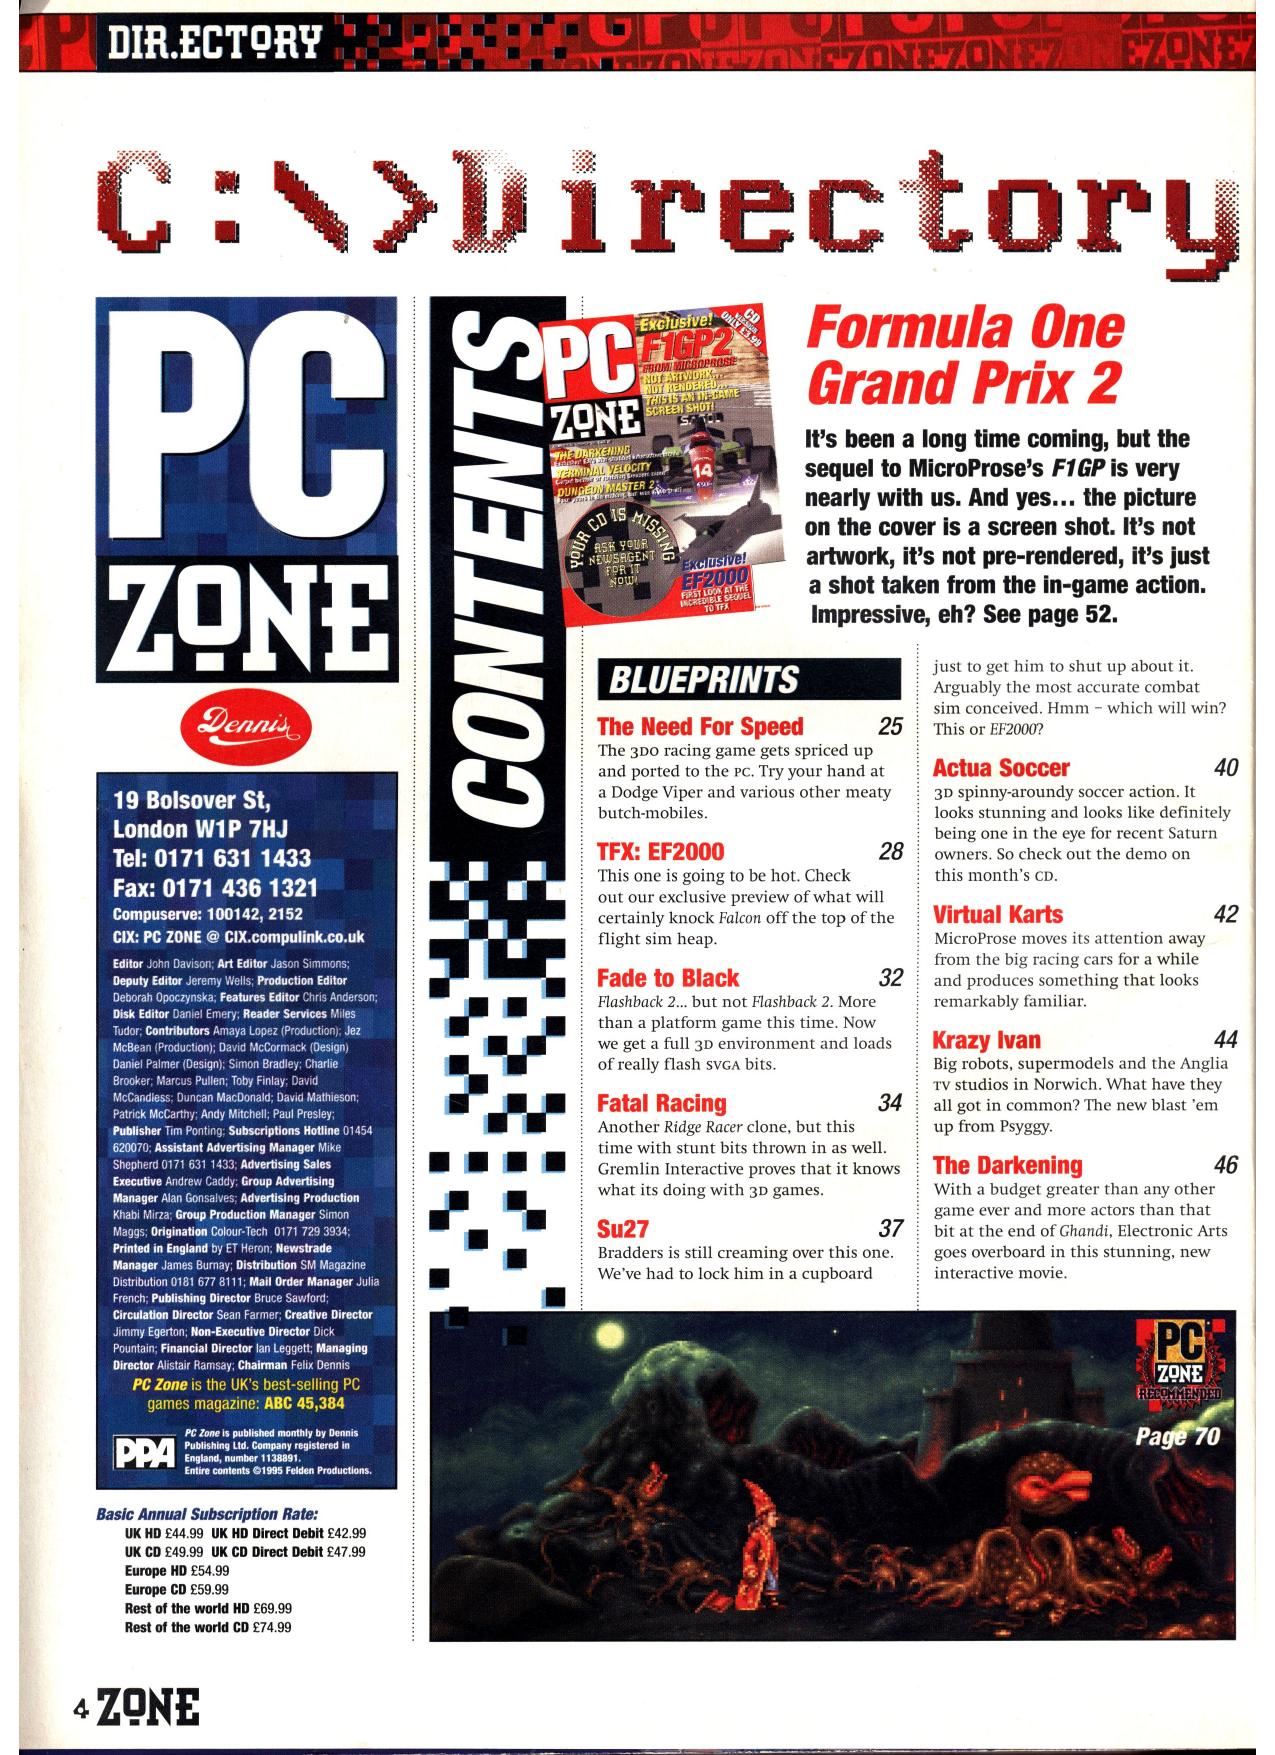 DIR.ECTORY
C:\>Directory
PC
ZONE
Dennis
19 Bolsover St,
London W1P 7HJ
Tel: 0171 631 1433
Fax: 0171 436 1321
Compuserve: 100142, 2152
CIX: PC ZONE @ CIX.compulink.co.uk
Editor John Davison; Art Editor Jason Simmons;
Deputy Editor Jeremy Wells; Production Editor
Deborah Opoczynska; Features Editor Chris Anderson;
Disk Editor Daniel Emery; Reader Services Miles
Tudor; Contributors Amaya Lopez (Production); Jez
McBean (Production); David McCormack (Design)
Daniel Palmer (Design); Simon Bradley; Charlie
Brooker; Marcus Pullen; Toby Finlay; David
McCandless; Duncan MacDonald; David Mathieson;
Patrick McCarthy; Andy Mitchell; Paul Presley;
Publisher Tim Ponting; Subscriptions Hotline 01454
620070; Assistant Advertising Manager Mike
Shepherd 0171 631 1433; Advertising Sales
Executive Andrew Caddy; Group Advertising
Manager Alan Gonsalves; Advertising Production
Khabi Mirza; Group Production Manager Simon
Maggs; Origination Colour-Tech 0171 729 3934;
Printed in England by ET Heron; Newstrade
Manager James Burnay; Distribution SM Magazine
Distribution 0181 677 8111; Mail Order Manager Julia
French; Publishing Director Bruce Sawford;
Circulation Director Sean Farmer; Creative Director
Jimmy Egerton; Non-Executive Director Dick
Pountain; Financial Director Ian Leggett; Managing
Director Alistair Ramsay; Chairman Felix Dennis
PC Zone is the UK's best-selling PC
games magazine: ABC 45,384
PPA
PC Zone is published monthly by Dennis
Publishing Ltd. Company registered in
England, number 1138891.
Entire contents ©1995 Felden Productions.
Basic Annual Subscription Rate:
UK HD £44.99 UK HD Direct Debit £42.99
UK CD £49.99 UK CD Direct Debit £47.99
Europe HD £54.99
Europe CD £59.99
Rest of the world HD £69.99
Rest of the world CD £74.99
CONTENTS
PC
ZONE
Exclusive!
F1GP2
FROM MICROPROSE
NOT ARTWORK...
NOT RENDERED...
THIS IS AN IN-GAME
SCREEN SHOT!
CD
VERSION
ONLY £3.99
THE DARKENING
TERMINAL VELOCITY
DUNGEON MASTER 2
14
YOUR CD IS MISSING
ASK YOUR
NEWSAGENT
FOR IT
NOW!
Exclusive!
EF2000
FIRST LOOK AT THE
INCREDIBLE SEQUEL
TO TFX
Formula One
Grand Prix 2
It's been a long time coming, but the
sequel to MicroProse's F1GP is very
nearly with us. And yes... the picture
on the cover is a screen shot. It's not
artwork, it's not pre-rendered, it's just
a shot taken from the in-game action.
Impressive, eh? See page 52.
BLUEPRINTS
The Need For Speed 25
The 3DO racing game gets spriced up
and ported to the PC. Try your hand at
a Dodge Viper and various other meaty
butch-mobiles.
TFX: EF2000 28
This one is going to be hot. Check
out our exclusive preview of what will
certainly knock Falcon off the top of the
flight sim heap.
Fade to Black 32
Flashback 2... but not Flashback 2. More
than a platform game this time. Now
we get a full 3D environment and loads
of really flash SVGA bits.
Fatal Racing 34
Another Ridge Racer clone, but this
time with stunt bits thrown in as well.
Gremlin Interactive proves that it knows
what its doing with 3D games.
Su27 37
Bradders is still creaming over this one.
We've had to lock him in a cupboard
just to get him to shut up about it.
Arguably the most accurate combat
sim conceived. Hmm – which will win?
This or EF2000?
Actua Soccer 40
3D spinny-aroundy soccer action. It
looks stunning and looks like definitely
being one in the eye for recent Saturn
owners. So check out the demo on
this month's CD.
Virtual Karts 42
MicroProse moves its attention away
from the big racing cars for a while
and produces something that looks
remarkably familiar.
Krazy Ivan 44
Big robots, supermodels and the Anglia
TV studios in Norwich. What have they
all got in common? The new blast 'em
up from Psyggy.
The Darkening 46
With a budget greater than any other
game ever and more actors than that
bit at the end of Ghandi, Electronic Arts
goes overboard in this stunning, new
interactive movie.
PC
ZONE
RECOMMENDED
Page 70
4 ZONE